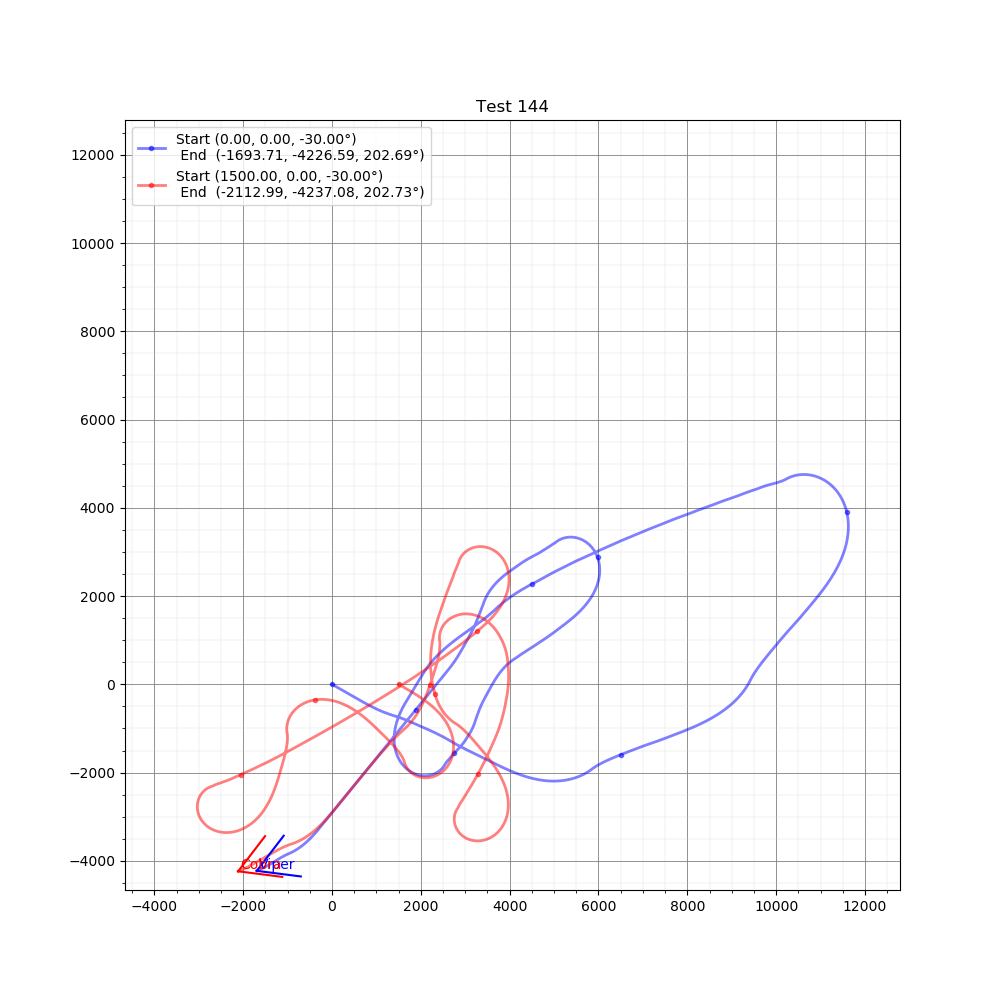 Test 144
Start (0.00, 0.00, -30.00°)
End (-1693.71, -4226.59, 202.69°)
Start (1500.00, 0.00, -30.00°)
End (-2112.99, -4237.08, 202.73°)
12000
10000
8000
6000
4000
2000
0
−2000
−4000
Viper
−4000 −2000 0 2000 4000 6000 8000 10000 12000